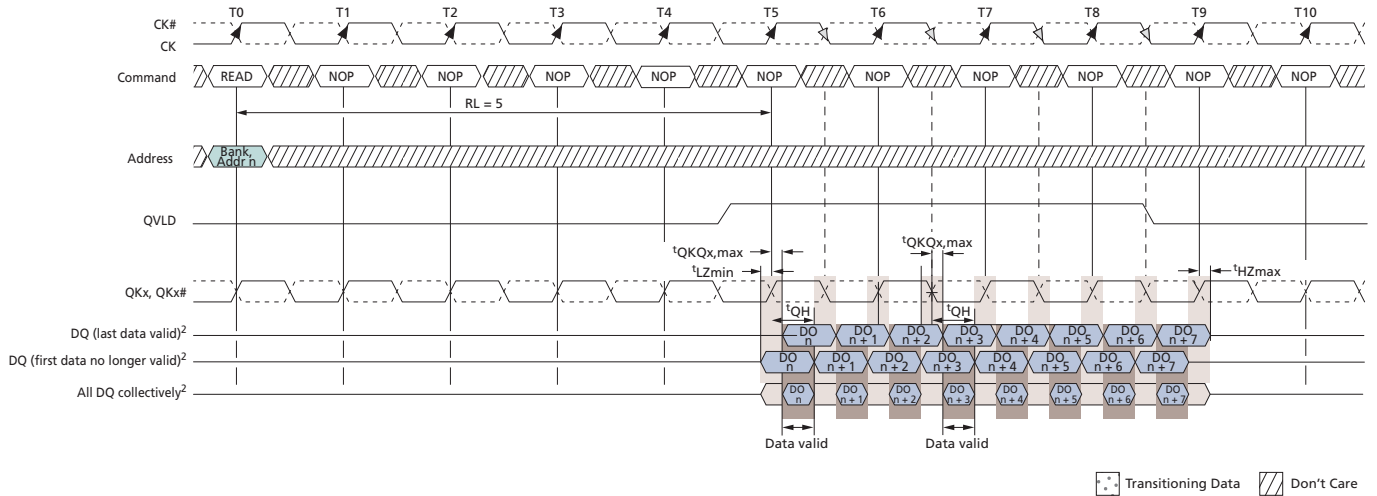 T0 T1 T2 T3 T4 T5 T6 T7 T8 T9 T10
CK#
CK
Command READ NOP NOP NOP NOP NOP NOP NOP NOP NOP NOP
RL = 5
Address Bank, Addr n
QVLD
tQKQx,max tQKQx,max
tLZmin tHZmax
QKx, QKx#
tQH tQH
DQ (last data valid)2 DO n DO n + 1 DO n + 2 DO n + 3 DO n + 4 DO n + 5 DO n + 6 DO n + 7
DQ (first data no longer valid)2 DO n DO n + 1 DO n + 2 DO n + 3 DO n + 4 DO n + 5 DO n + 6 DO n + 7
All DQ collectively2 DO n DO n + 1 DO n + 2 DO n + 3 DO n + 4 DO n + 5 DO n + 6 DO n + 7
Data valid Data valid
Transitioning Data Don't Care